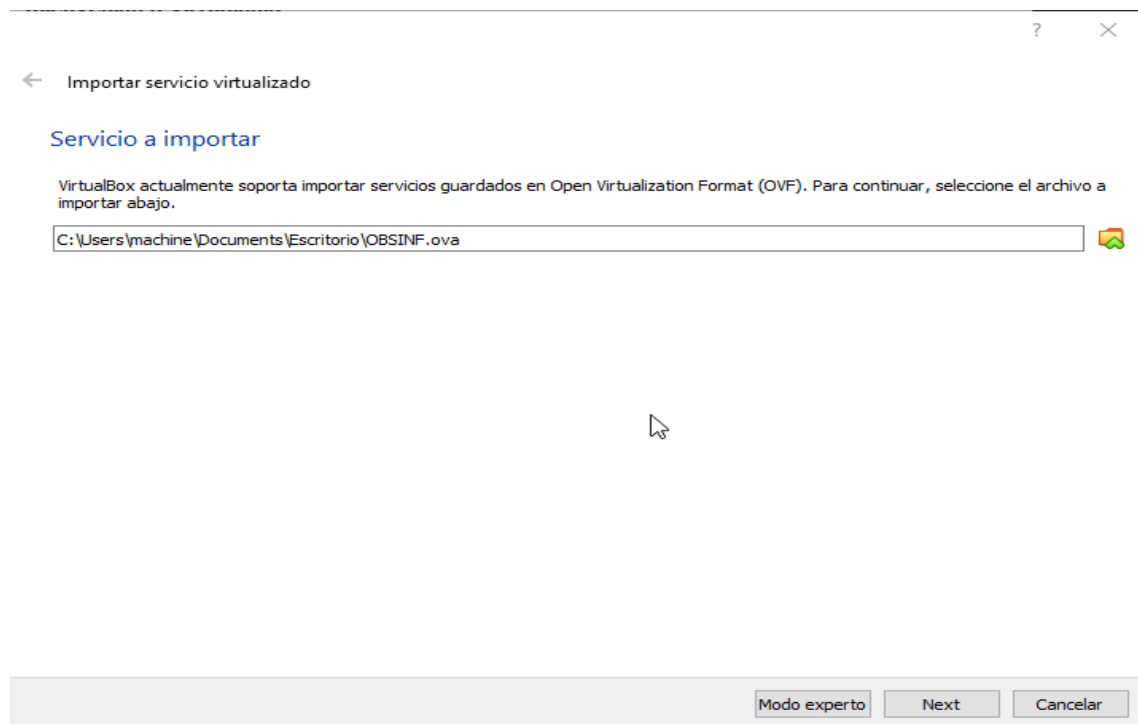 ?
Importar servicio virtualizado
Servicio a importar
VirtualBox actualmente soporta importar servicios guardados en Open Virtualization Format (OVF). Para continuar, seleccione el archivo a
importar abajo.
C:\Users\machine\Documents\Escritorio\OBSINF.ova
Modo experto Next Cancelar